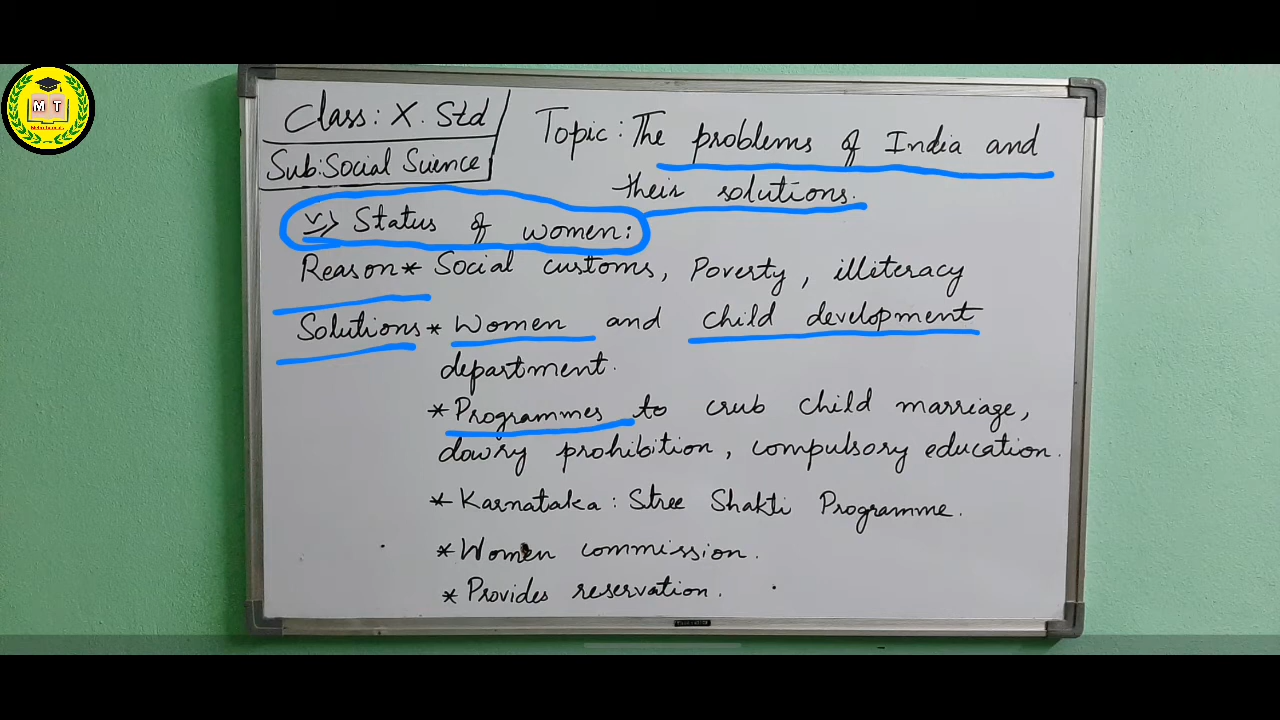 M T
Class: X. Std
Sub: Social Science
Topic: The problems of India and
their solutions.
v) Status of women:
Reason * Social customs, Poverty, illiteracy
Solutions * Women and child development
department.
* Programmes to crub child marriage,
dowry prohibition, compulsory education.
* Karnataka: Stree Shakti Programme.
* Women commission.
* Provides reservation.